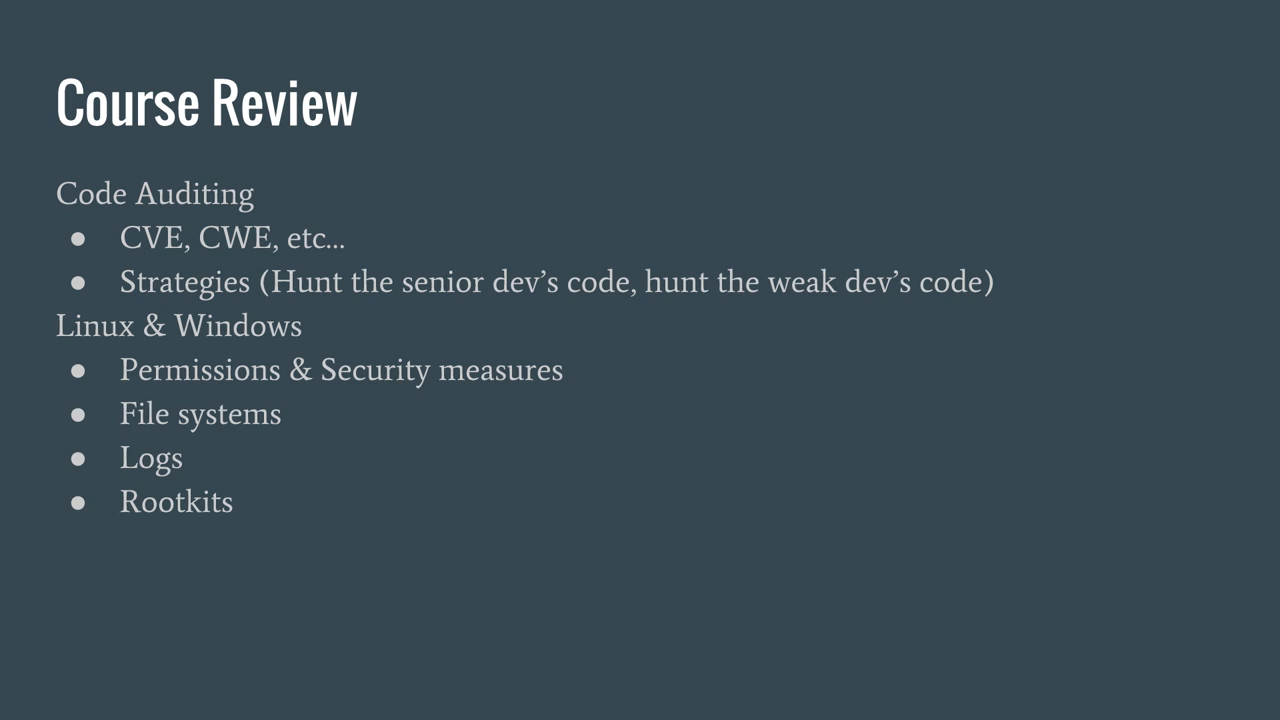 Course Review
Code Auditing
● CVE, CWE, etc...
● Strategies (Hunt the senior dev’s code, hunt the weak dev’s code)
Linux & Windows
● Permissions & Security measures
● File systems
● Logs
● Rootkits